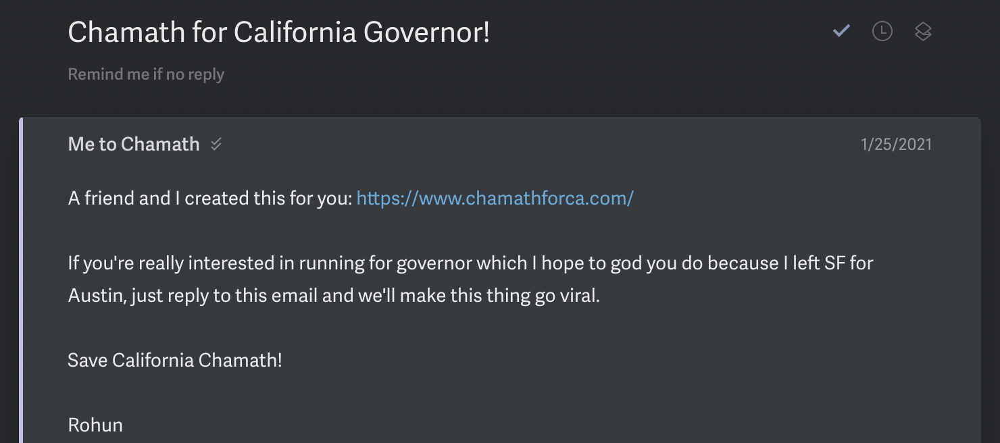 Chamath for California Governor!
Remind me if no reply
Me to Chamath
1/25/2021
A friend and I created this for you: https://www.chamathforca.com/
If you're really interested in running for governor which I hope to god you do because I left SF for
Austin, just reply to this email and we'll make this thing go viral.
Save California Chamath!
Rohun